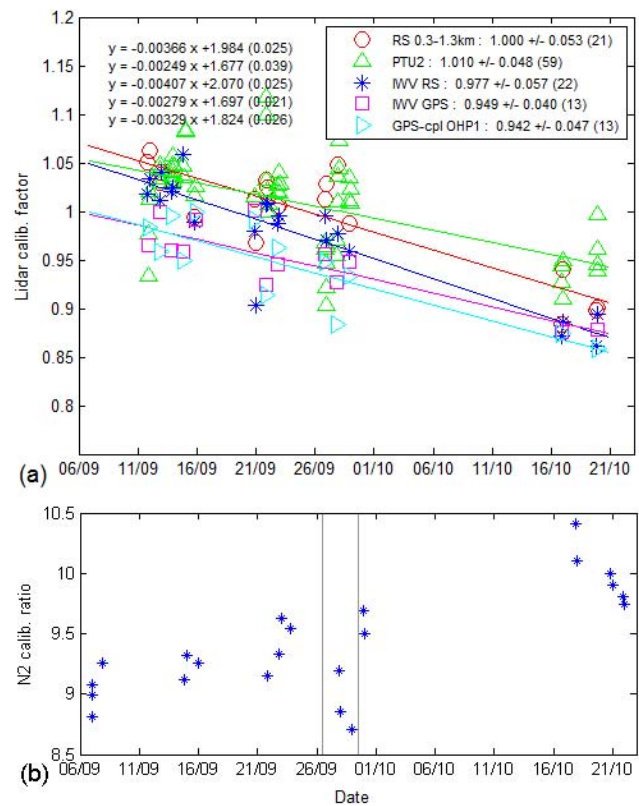 1.2
1.15
1.1
1.05
1
0.95
0.9
0.85
0.8
Lidar calib. factor
y = -0.00366 x +1.984 (0.025)
y = -0.00249 x +1.677 (0.039)
y = -0.00407 x +2.070 (0.025)
y = -0.00279 x +1.697 (0.021)
y = -0.00329 x +1.824 (0.026)
RS 0.3-1.3km : 1.000 +/- 0.053 (21)
PTU2 : 1.010 +/- 0.048 (59)
IWV RS : 0.977 +/- 0.057 (22)
IWV GPS : 0.949 +/- 0.040 (13)
GPS-cpl OHP1 : 0.942 +/- 0.047 (13)
06/09 11/09 16/09 21/09 26/09 01/10 06/10 11/10 16/10 21/10
(a)
10.5
10
9.5
9
8.5
N2 calib. ratio
06/09 11/09 16/09 21/09 26/09 01/10 06/10 11/10 16/10 21/10
(b)
Date